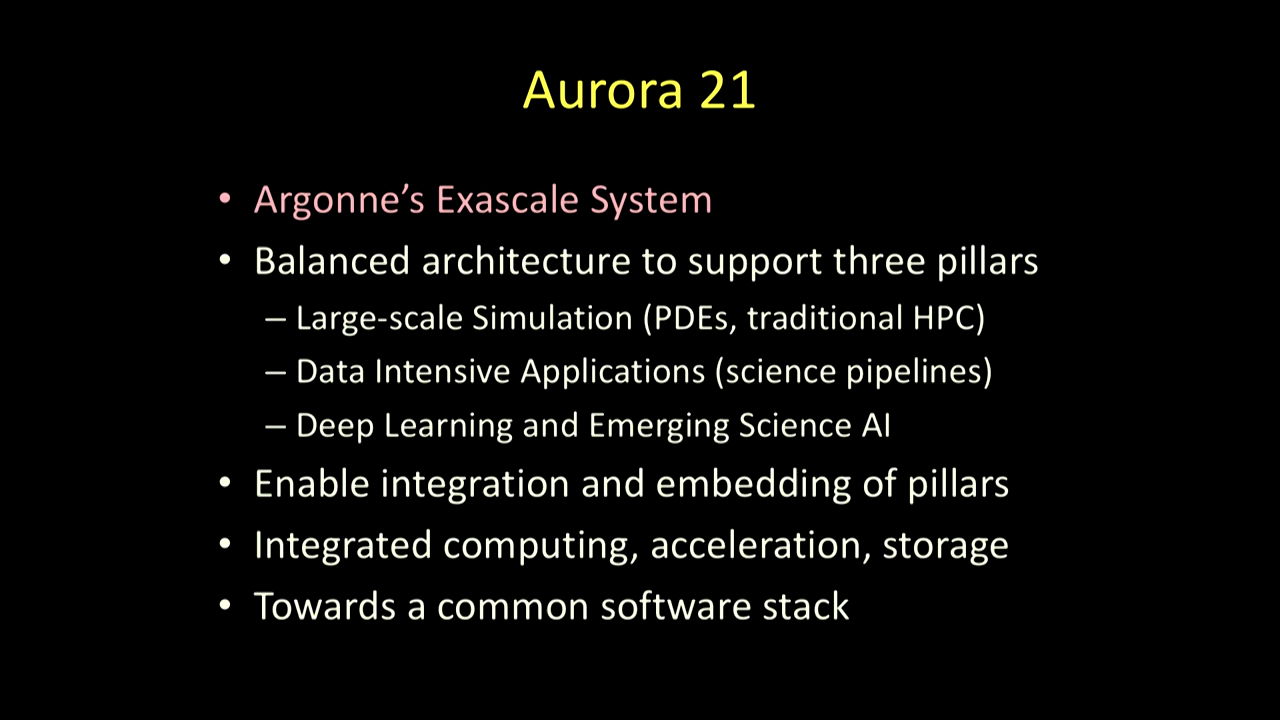 Aurora 21
• Argonne’s Exascale System
• Balanced architecture to support three pillars
– Large-scale Simulation (PDEs, traditional HPC)
– Data Intensive Applications (science pipelines)
– Deep Learning and Emerging Science AI
• Enable integration and embedding of pillars
• Integrated computing, acceleration, storage
• Towards a common software stack